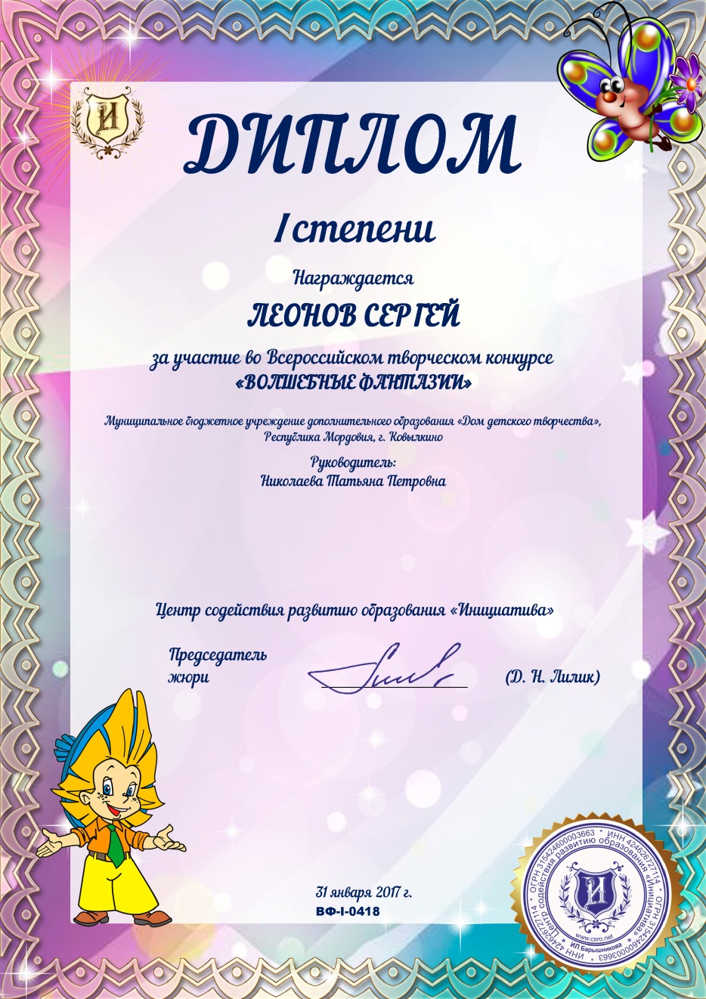 И
ДИПЛОМ
I степени
Награждается
ЛЕОНОВ СЕРГЕЙ
за участие во Всероссийском творческом конкурсе
«ВОЛШЕБНЫЕ ФАНТАЗИИ»
Муниципальное бюджетное учреждение дополнительного образования «Дом детского творчества»,
Республика Мордовия, г. Ковылкино
Руководитель:
Николаева Татьяна Петровна
Центр содействия развитию образования «Инициатива»
Председатель
жюри
(Д. Н. Лилик)
31 января 2017 г.
ВФ-I-0418
ИНН 424626727114 * ОГРН 315424600003663 * ИНН 424626727114 * ОГРН 315424600003663
Центр содействия развитию образования «Инициатива»
И
www.csro.net
* ИП Барышникова *